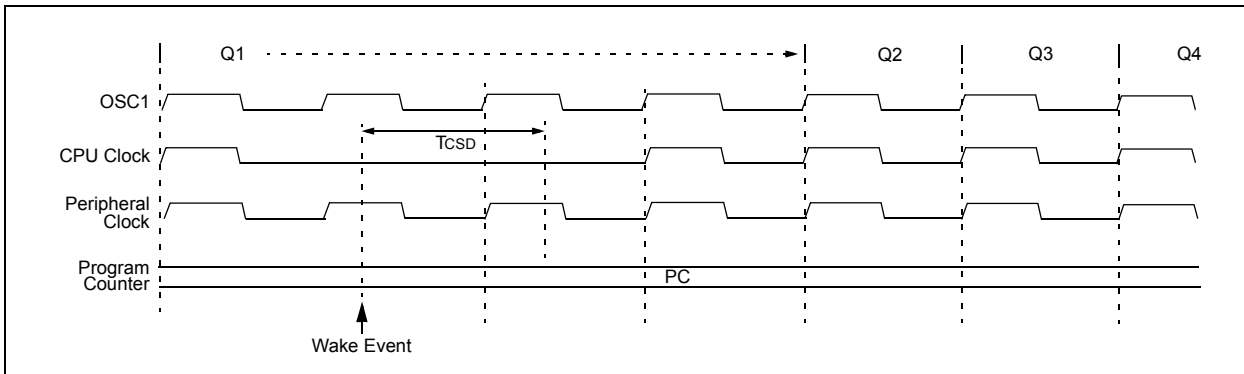 Q1 Q2 Q3 Q4
OSC1
TCSD
CPU Clock
Peripheral
Clock
Program
Counter
PC
Wake Event